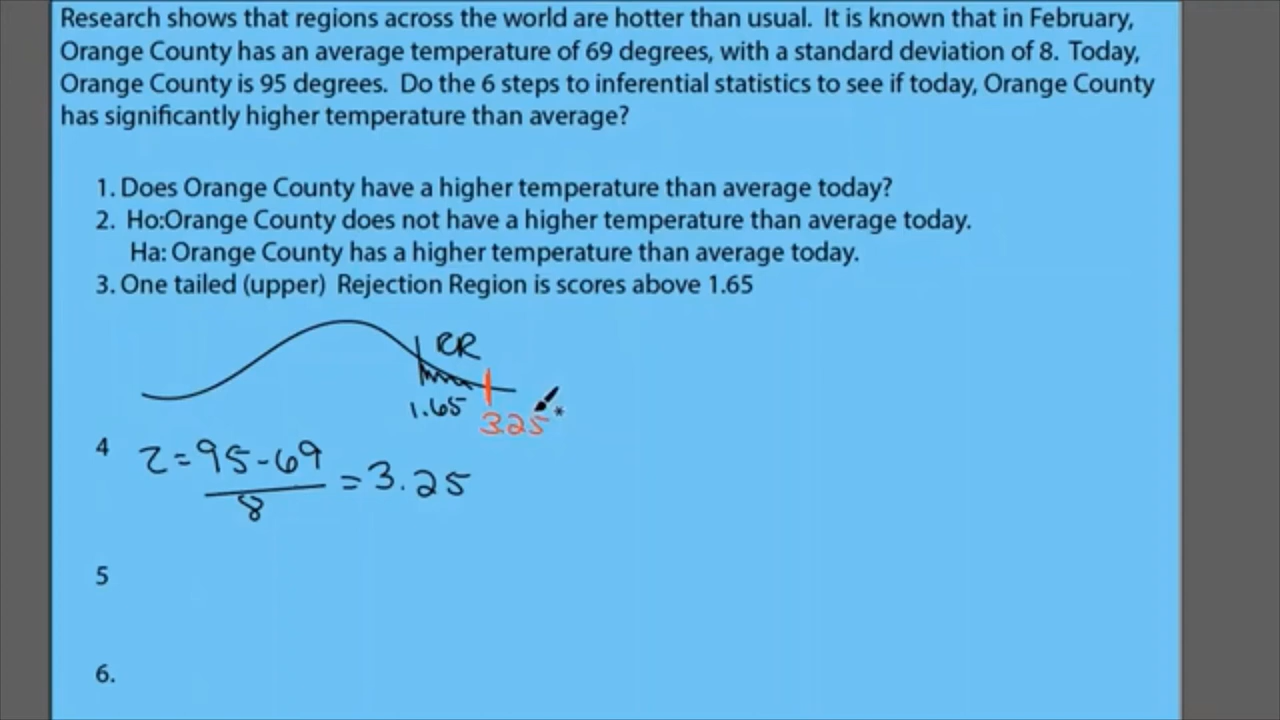 Research shows that regions across the world are hotter than usual. It is known that in February,
Orange County has an average temperature of 69 degrees, with a standard deviation of 8. Today,
Orange County is 95 degrees. Do the 6 steps to inferential statistics to see if today, Orange County
has significantly higher temperature than average?
1. Does Orange County have a higher temperature than average today?
2. Ho:Orange County does not have a higher temperature than average today.
Ha: Orange County has a higher temperature than average today.
3. One tailed (upper) Rejection Region is scores above 1.65
RR
1.65
3.25 *
4 z = 95-69
= 3.25
8
5
6.